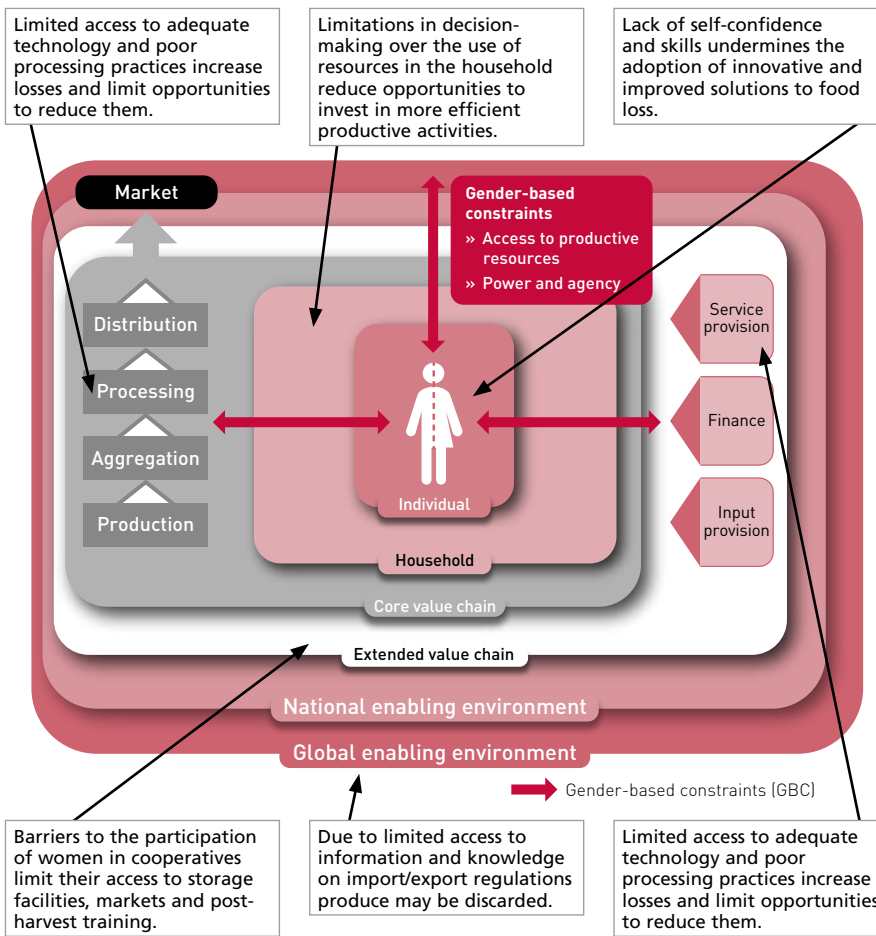 Limited access to adequate
technology and poor
processing practices increase
losses and limit opportunities
to reduce them.
Limitations in decision-
making over the use of
resources in the household
reduce opportunities to
invest in more efficient
productive activities.
Lack of self-confidence
and skills undermines the
adoption of innovative and
improved solutions to food
loss.
Market
Gender-based
constraints
» Access to productive
resources
» Power and agency
Distribution
Processing
Aggregation
Production
Service
provision
Finance
Input
provision
Individual
Household
Core value chain
Extended value chain
National enabling environment
Global enabling environment
Gender-based constraints (GBC)
Barriers to the participation
of women in cooperatives
limit their access to storage
facilities, markets and post-
harvest training.
Due to limited access to
information and knowledge
on import/export regulations
produce may be discarded.
Limited access to adequate
technology and poor
processing practices increase
losses and limit opportunities
to reduce them.